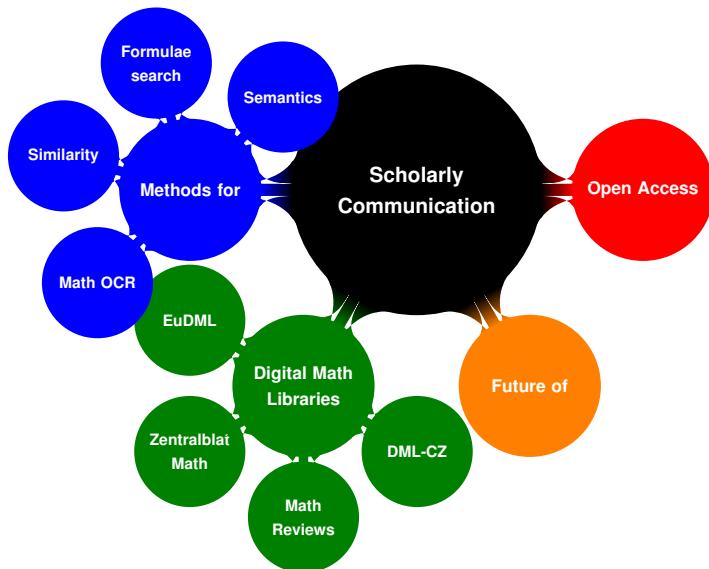 Formulae
search
Semantics
Similarity
Methods for
Scholarly
Communication
Open Access
Math OCR
EuDML
Digital Math
Libraries
Future of
Zentralblat
Math
DML-CZ
Math
Reviews